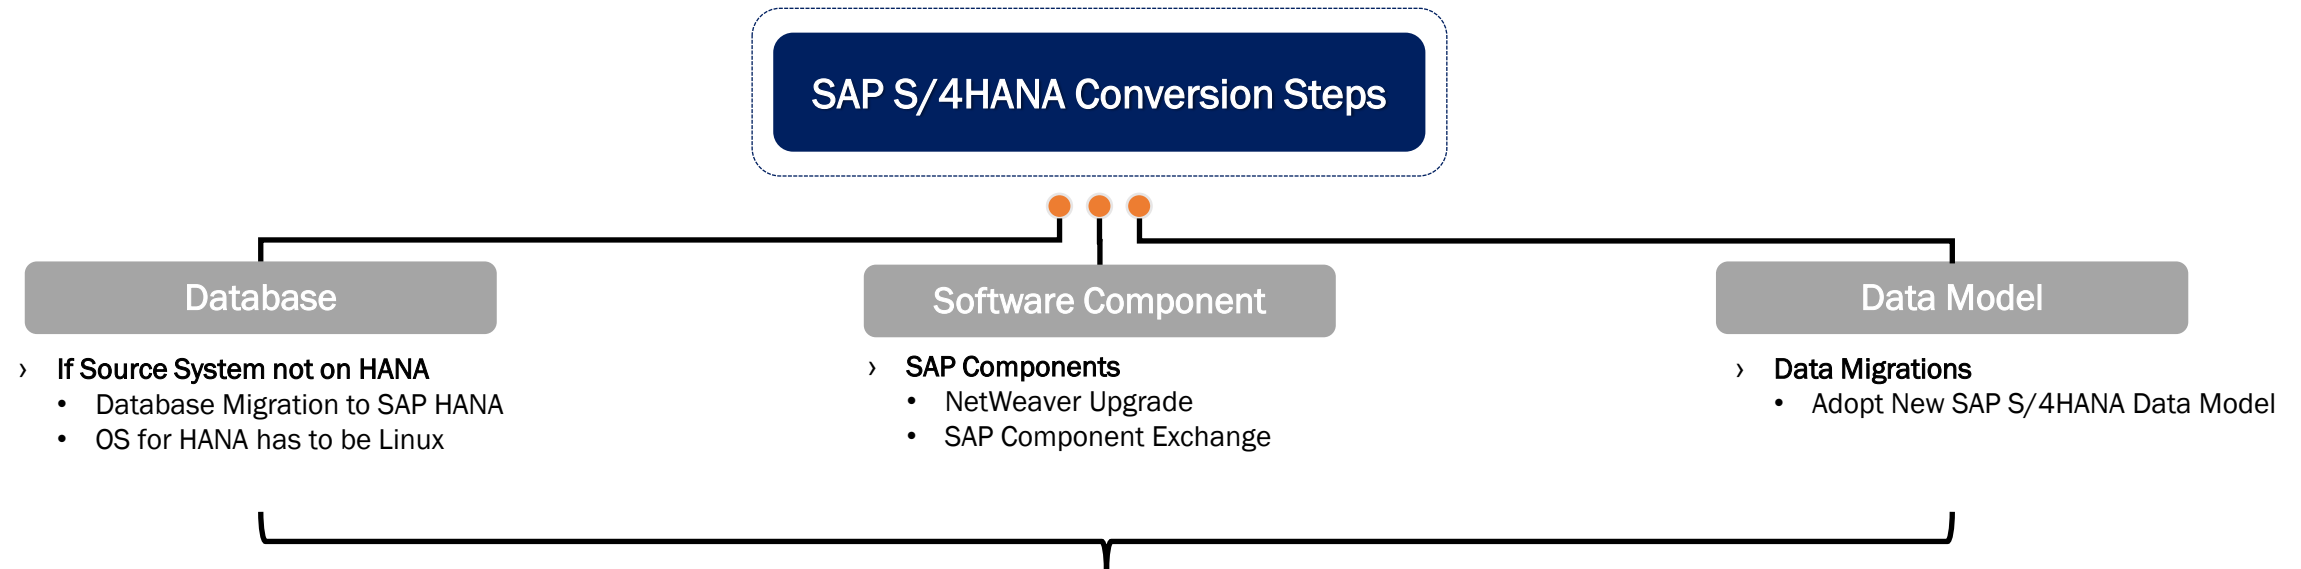 SAP S/4HANA Conversion Steps
Database
› If Source System not on HANA
• Database Migration to SAP HANA
• OS for HANA has to be Linux
Software Component
› SAP Components
• NetWeaver Upgrade
• SAP Component Exchange
Data Model
› Data Migrations
• Adopt New SAP S/4HANA Data Model